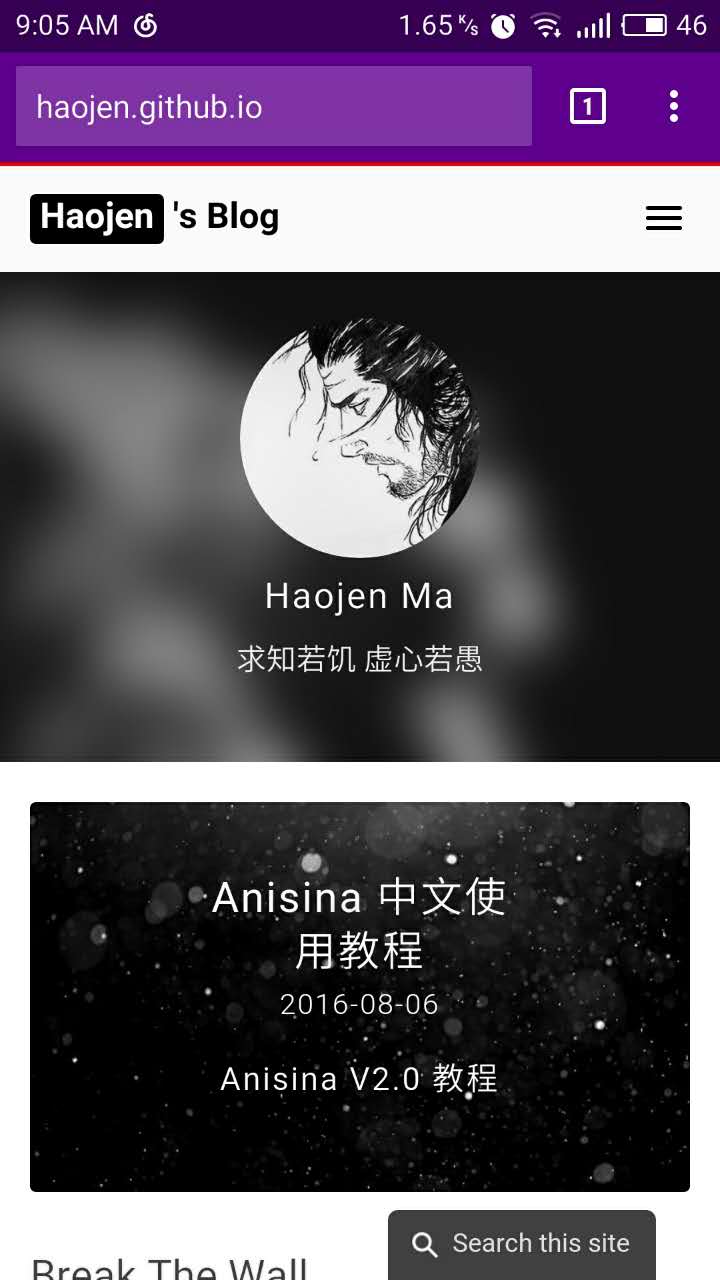 9:05 AM 1.65 K/s 46
haojen.github.io 1
Haojen 's Blog
Haojen Ma
求知若饥 虚心若愚
Anisina 中文使
用教程
2016-08-06
Anisina V2.0 教程
Search this site
Break The Wall